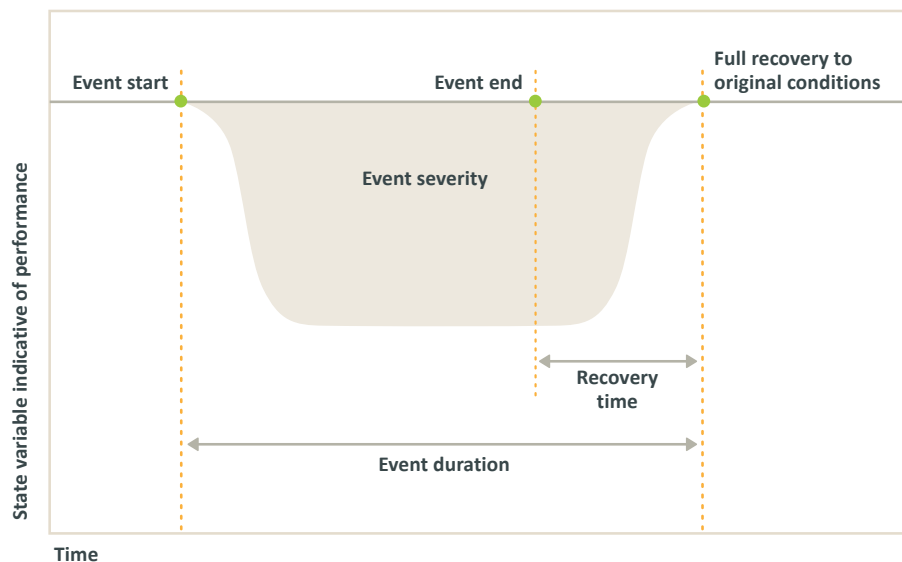 Event start
Event end
Full recovery to
original conditions
Event severity
Recovery
time
Event duration
State variable indicative of performance
Time